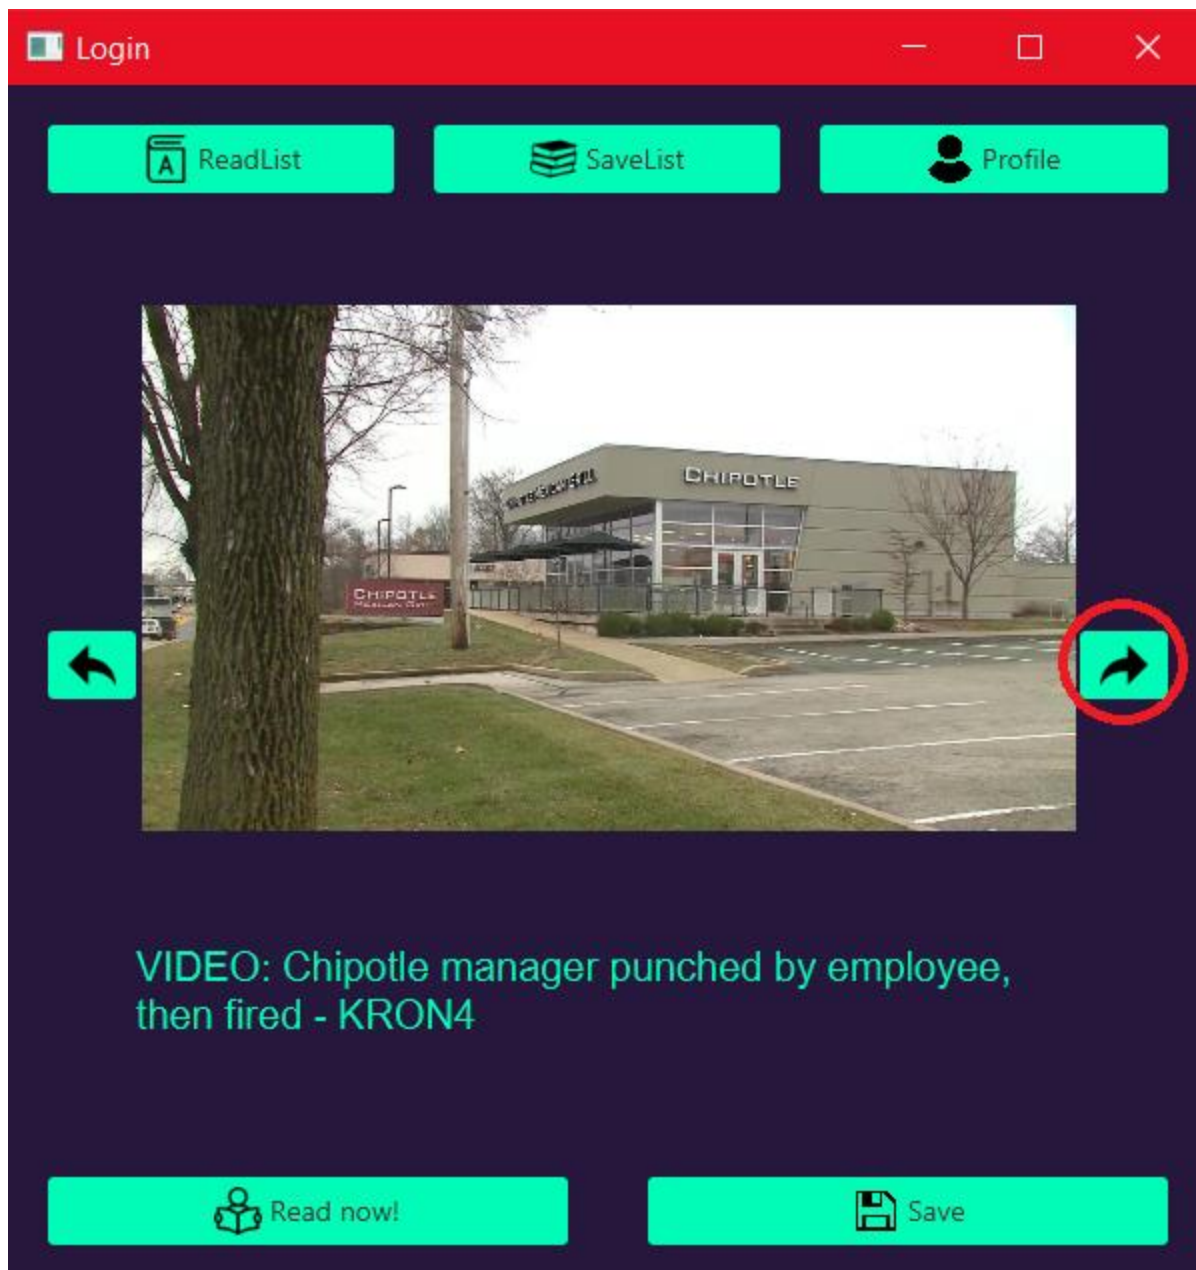 Login
ReadList
SaveList
Profile
CHIPOTLE
CHIPOTLE
VIDEO: Chipotle manager punched by employee,
then fired - KRON4
Read now!
Save